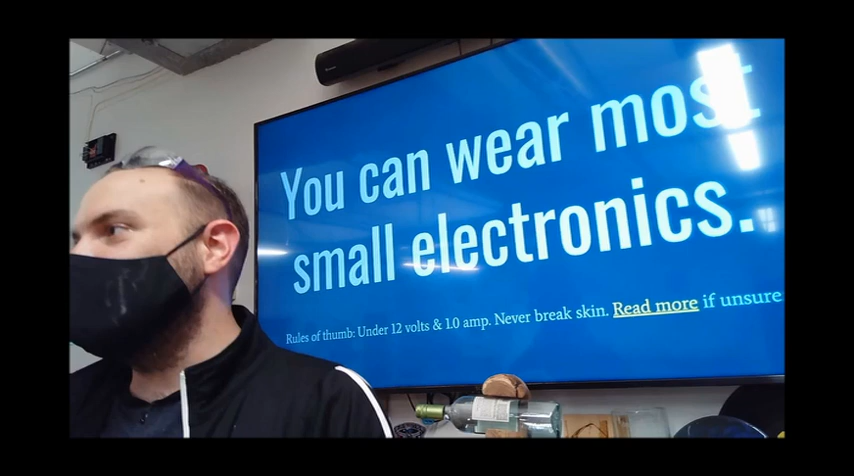 You can wear most
small electronics.
Rules of thumb: Under 12 volts & 1.0 amp. Never break skin. Read more if unsure